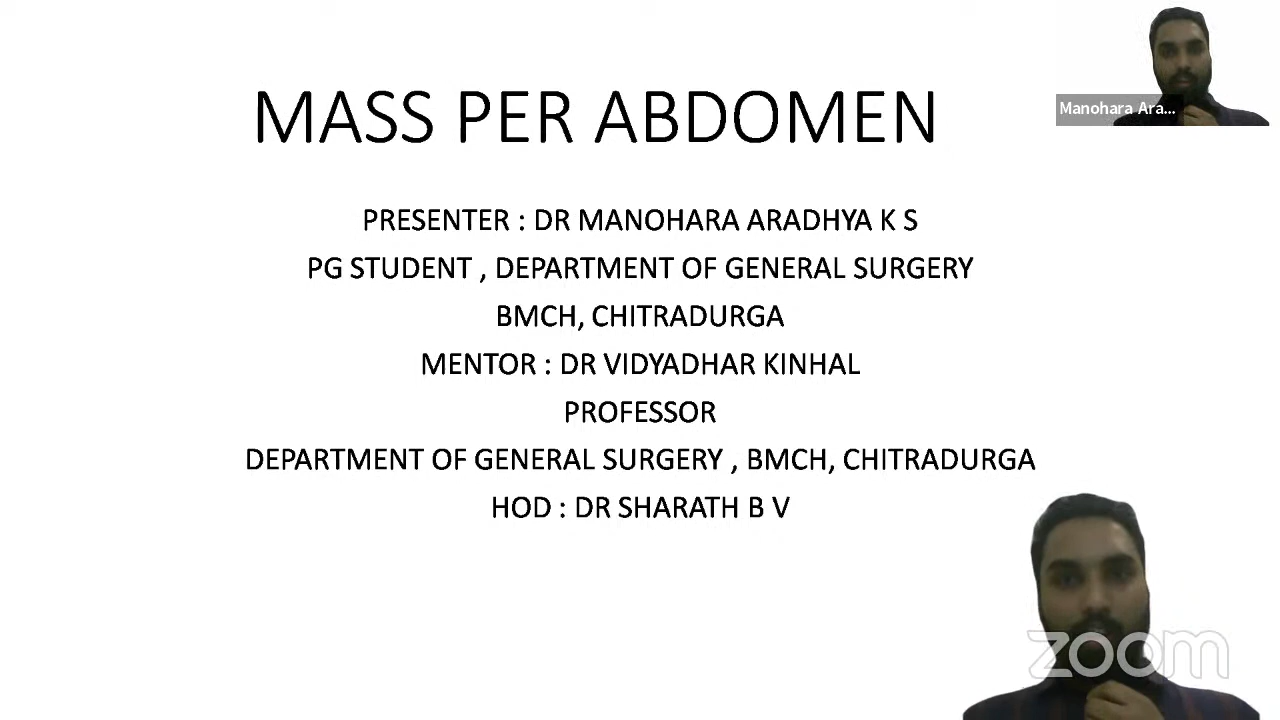 MASS PER ABDOMEN
Manohara Ara...
PRESENTER : DR MANOHARA ARADHYA K S
PG STUDENT , DEPARTMENT OF GENERAL SURGERY
BMCH, CHITRADURGA
MENTOR : DR VIDYADHAR KINHAL
PROFESSOR
DEPARTMENT OF GENERAL SURGERY , BMCH, CHITRADURGA
HOD : DR SHARATH B V
zoom